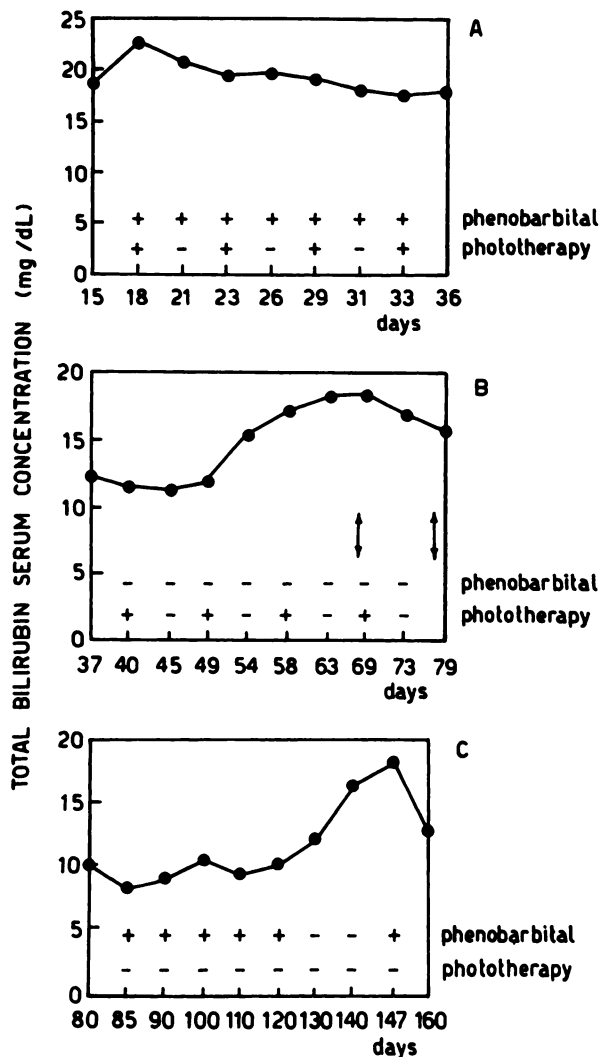 TOTAL BILIRUBIN SERUM CONCENTRATION (mg/dL)
A
25
20
15
10
5
0
+ + + + + + + phenobarbital
+ - + - + - + phototherapy
15 18 21 23 26 29 31 33 36
days
B
20
15
10
5
0
- - - - - - - - phenobarbital
+ - + - + - + - phototherapy
37 40 45 49 54 58 63 69 73 79
days
C
20
15
10
5
0
+ + + + + - - + phenobarbital
- - - - - - - - phototherapy
80 85 90 100 110 120 130 140 147 160
days